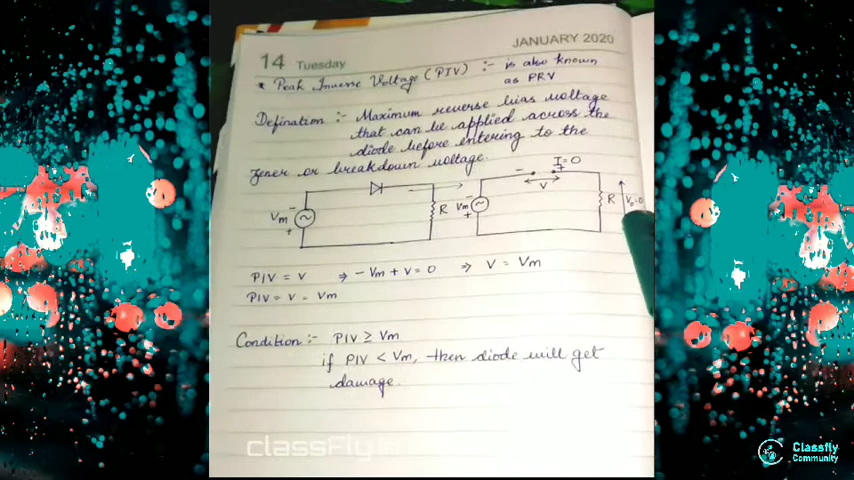 JANUARY 2020
14 Tuesday
* Peak Inverse Voltage (PIV) :- is also known
as PRV
Defination :- Maximum reverse bias voltage
that can be applied across the
diode before entering to the
zener or breakdown voltage.
I=0
- +
V
Vm - + R
Vm - + R V₀=0
PIV = V ⇒ -Vm + V = 0 ⇒ V = Vm
PIV = V = Vm
Condition :- PIV ≥ Vm
if PIV < Vm, then diode will get
damage.
classFly
Classfly
Community